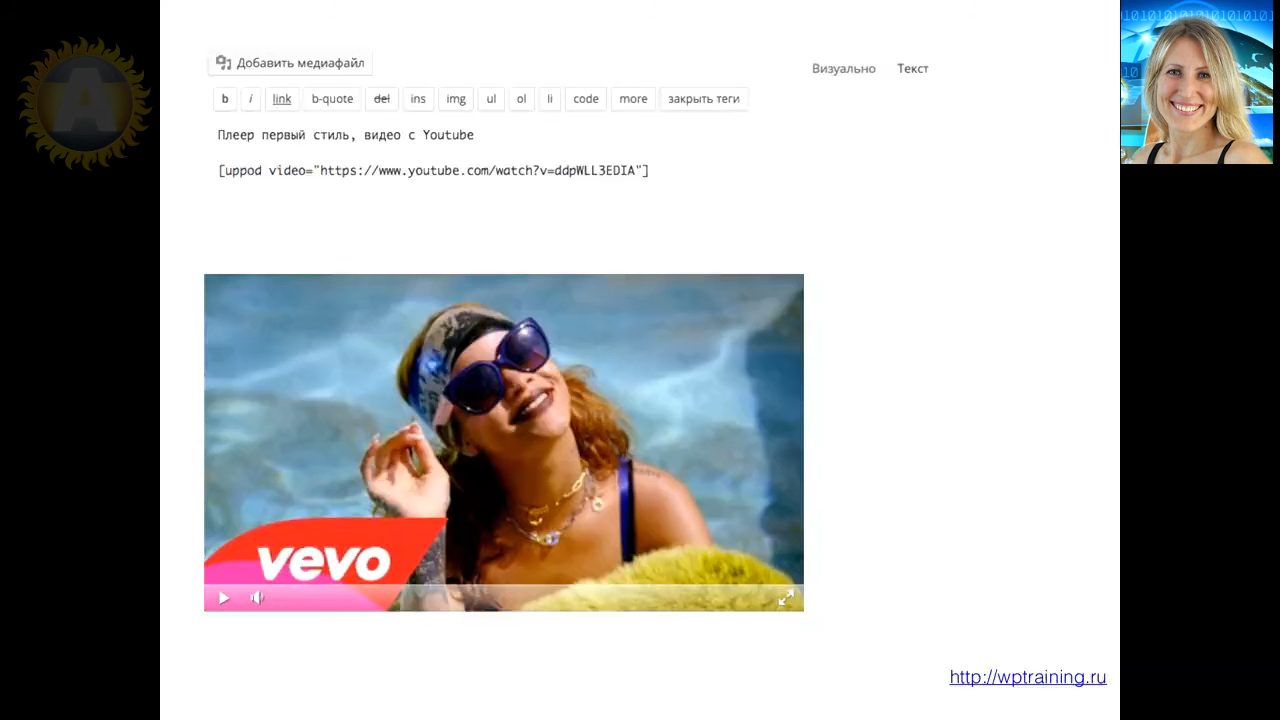 Добавить медиафайл
Визуально Текст
b i link b-quote del ins img ul ol li code more закрыть теги
Плеер первый стиль, видео с Youtube
[uppod video="https://www.youtube.com/watch?v=ddpWLL3EDIA"]
vevo
http://wptraining.ru
A